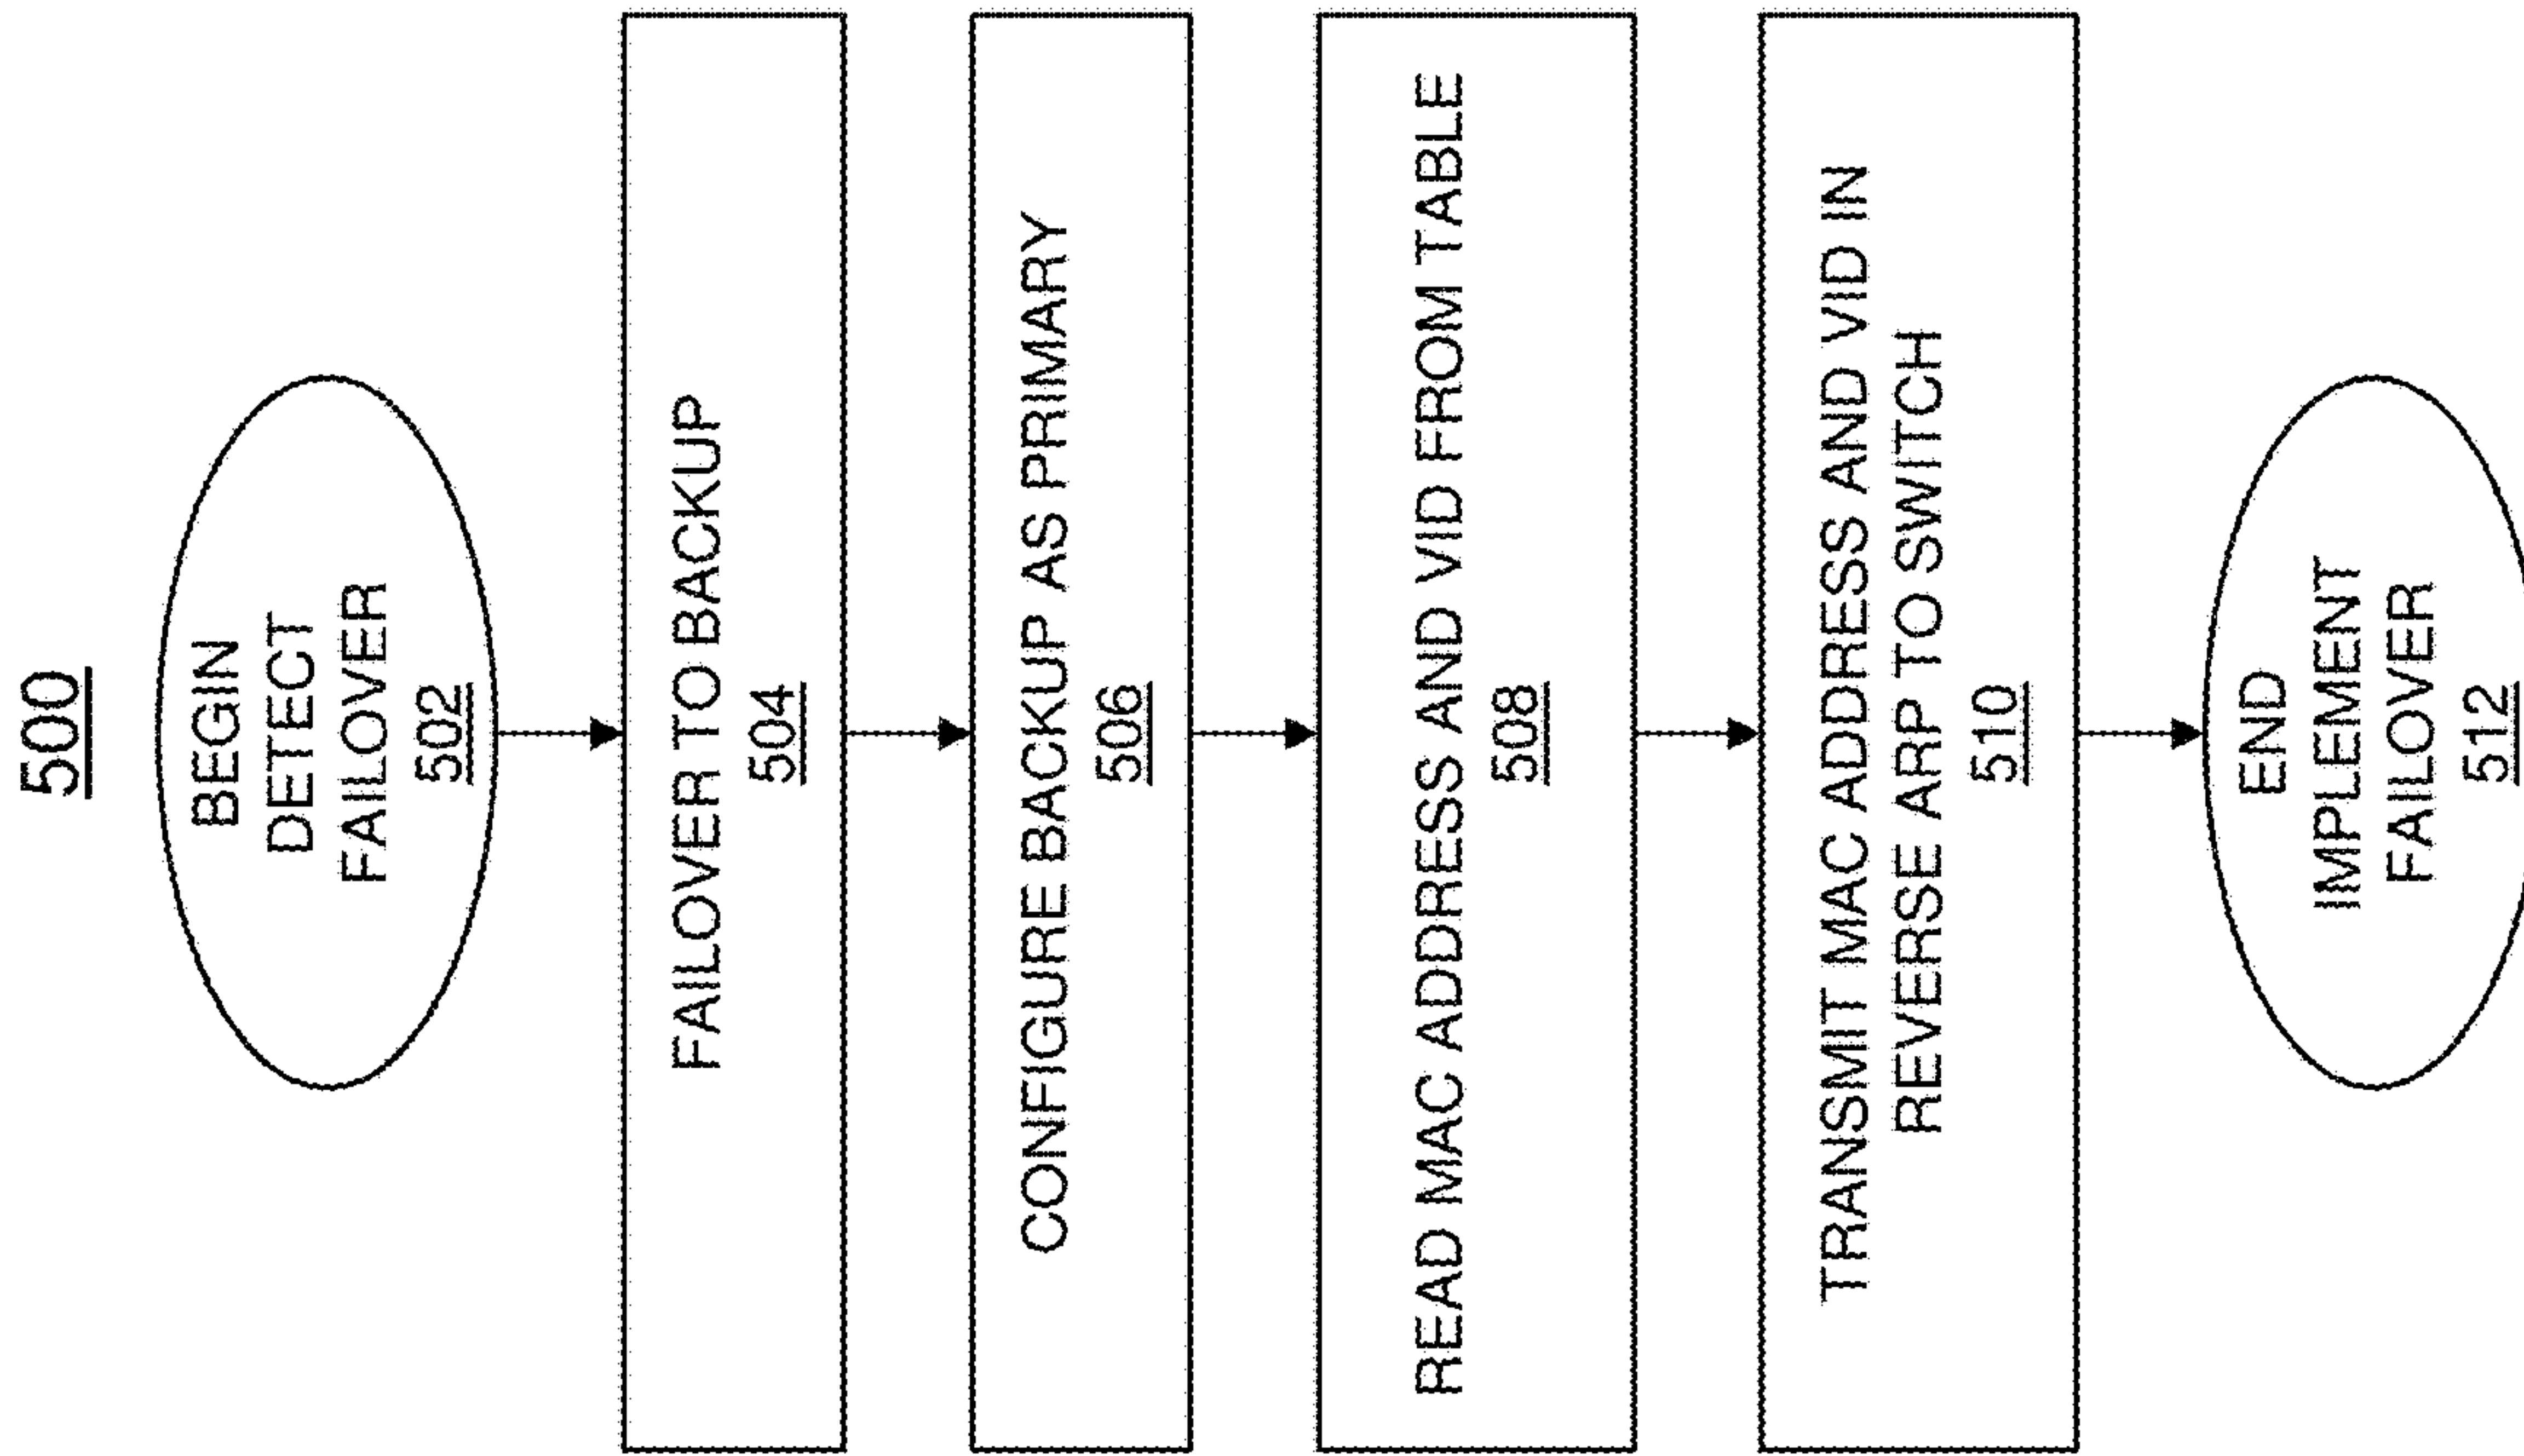 500
BEGIN
DETECT
FAILOVER
502
FAILOVER TO BACKUP
504
CONFIGURE BACKUP AS PRIMARY
506
READ MAC ADDRESS AND VID FROM TABLE
508
TRANSMIT MAC ADDRESS AND VID IN
REVERSE ARP TO SWITCH
510
END
IMPLEMENT
FAILOVER
512